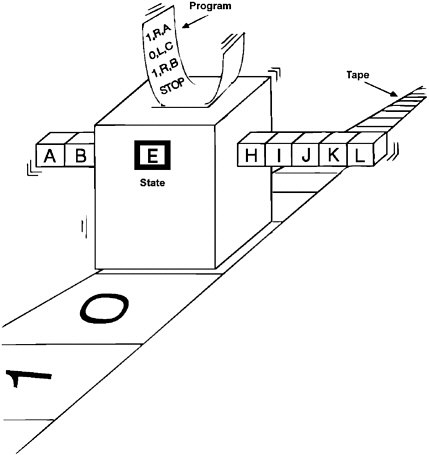 Program
1,R,A
0,L,C
1,R,B
STOP
Tape
A B E H I J K L
State
0
1